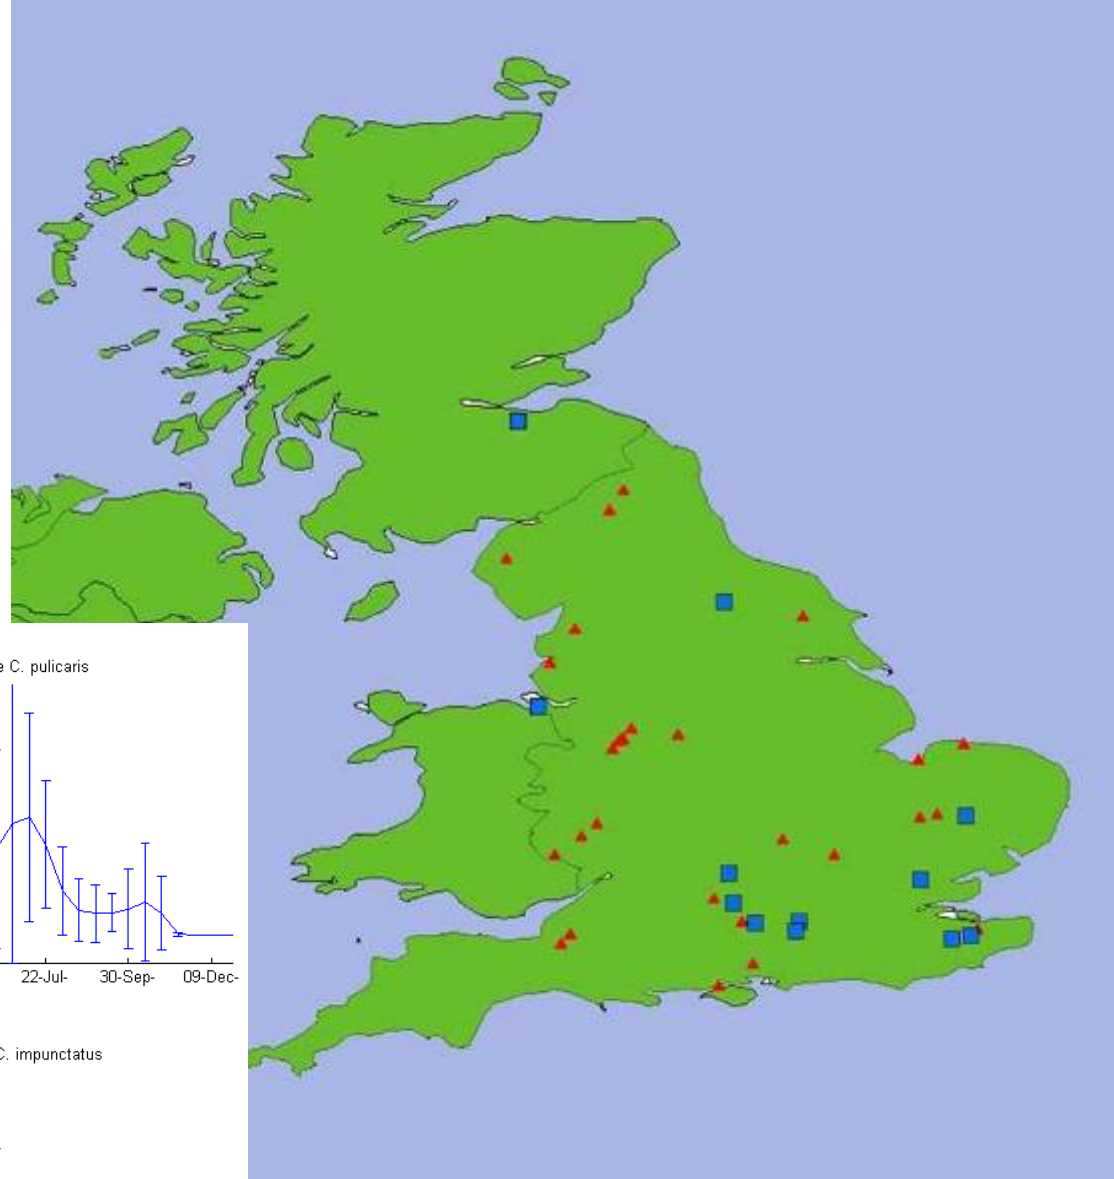 e C. pulicaris
22-Jul- 30-Sep- 09-Dec-
C. impunctatus